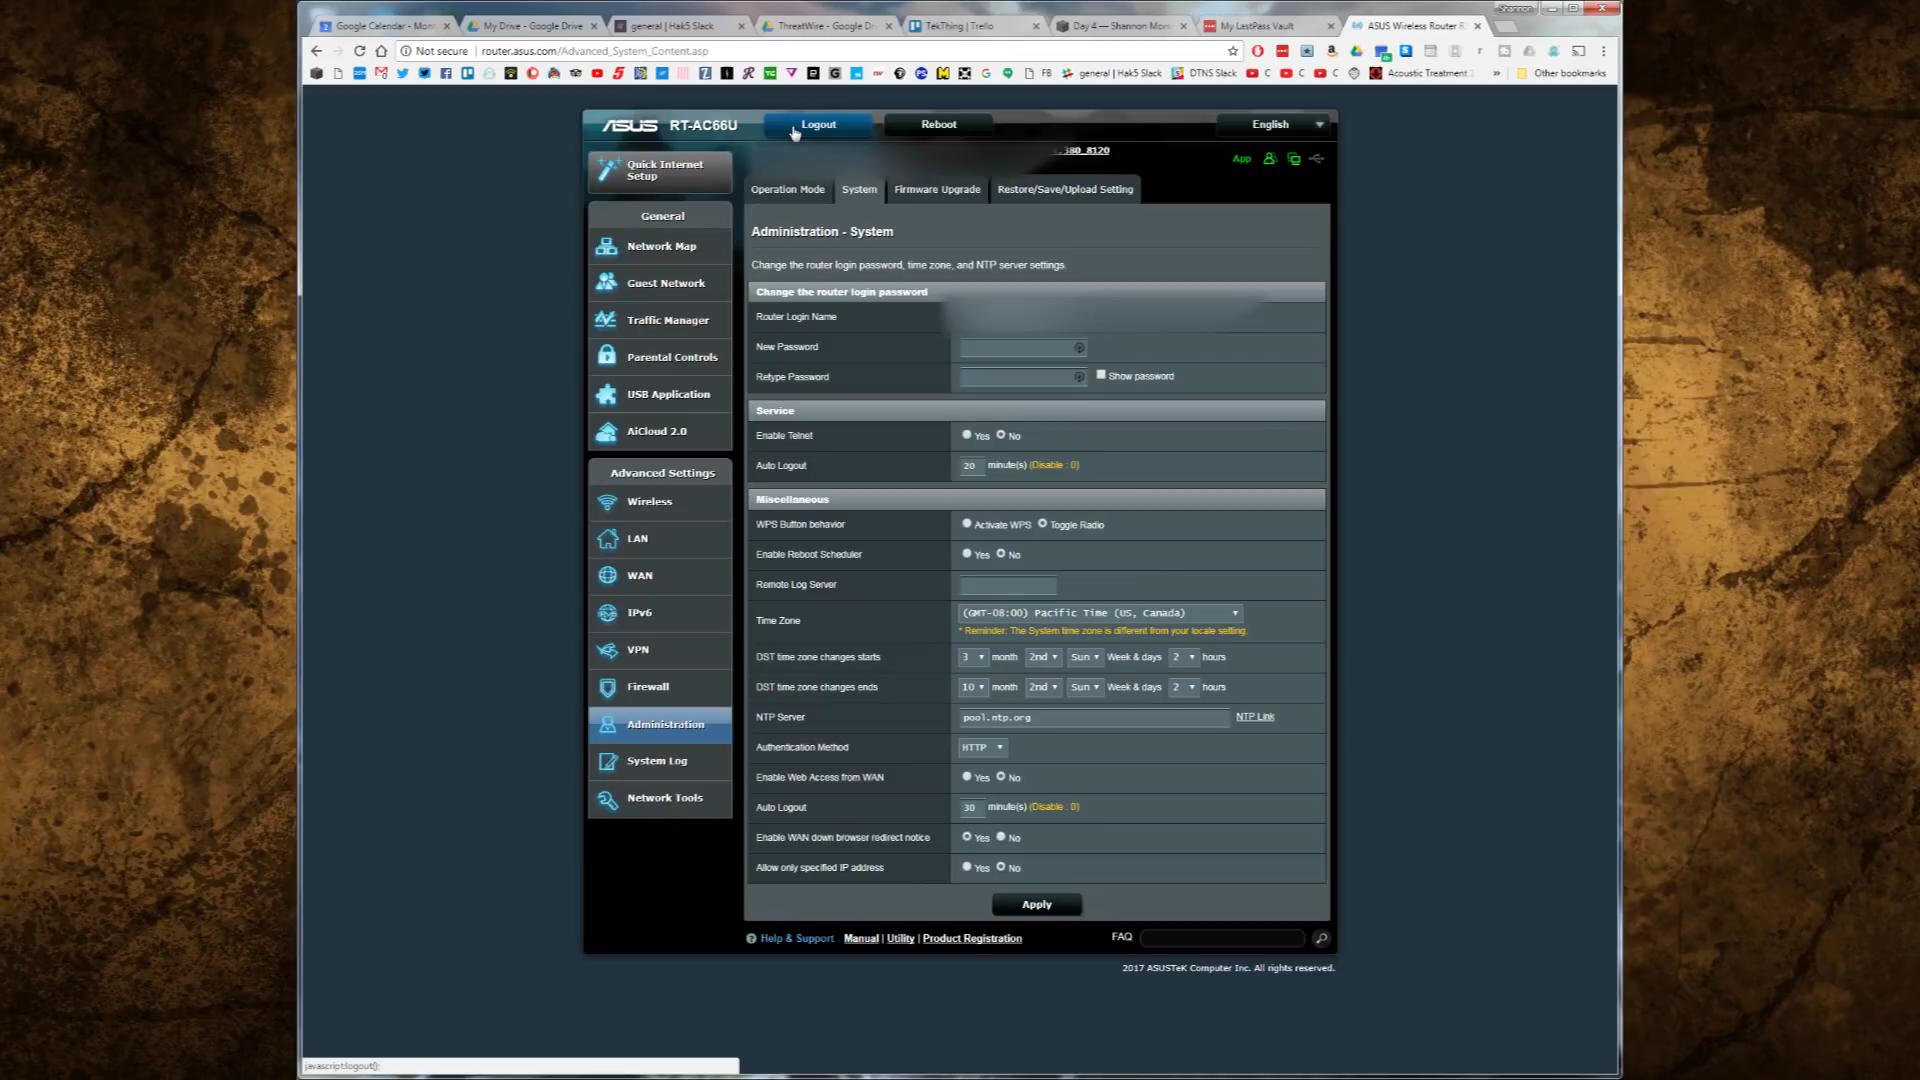 Shannon
Google Calendar - Mon
My Drive - Google Drive
general | Hak5 Slack
ThreatWire - Google Dr
TekThing | Trello
Day 4 — Shannon Mors
My LastPass Vault
ASUS Wireless Router R
Not secure | router.asus.com/Advanced_System_Content.asp
FB
general | Hak5 Slack
DTNS Slack
C
C
C
Acoustic Treatment
Other bookmarks
ASUS RT-AC66U
Logout
Reboot
English
.380_8120
App
Quick Internet
Setup
General
Network Map
Guest Network
Traffic Manager
Parental Controls
USB Application
AiCloud 2.0
Advanced Settings
Wireless
LAN
WAN
IPv6
VPN
Firewall
Administration
System Log
Network Tools
Operation Mode
System
Firmware Upgrade
Restore/Save/Upload Setting
Administration - System
Change the router login password, time zone, and NTP server settings.
Change the router login password
Router Login Name
New Password
Retype Password
Show password
Service
Enable Telnet Yes No
Auto Logout 20 minute(s) (Disable : 0)
Miscellaneous
WPS Button behavior Activate WPS Toggle Radio
Enable Reboot Scheduler Yes No
Remote Log Server
Time Zone (GMT-08:00) Pacific Time (US, Canada)
* Reminder: The System time zone is different from your locale setting.
DST time zone changes starts 3 month 2nd Sun Week & days 2 hours
DST time zone changes ends 10 month 2nd Sun Week & days 2 hours
NTP Server pool.ntp.org NTP Link
Authentication Method HTTP
Enable Web Access from WAN Yes No
Auto Logout 30 minute(s) (Disable : 0)
Enable WAN down browser redirect notice Yes No
Allow only specified IP address Yes No
Apply
Help & Support Manual | Utility | Product Registration
FAQ
2017 ASUSTeK Computer Inc. All rights reserved.
javascript:logout();